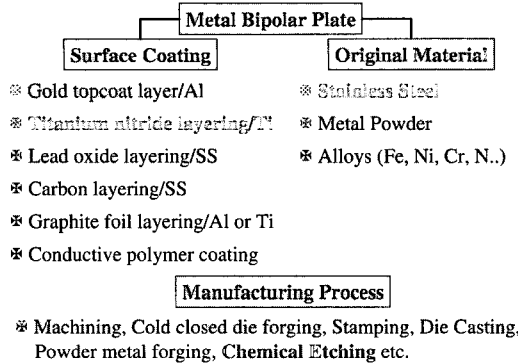 Metal Bipolar Plate
Surface Coating
Gold topcoat layer/Al
Titanium nitride layering/Ti
Lead oxide layering/SS
Carbon layering/SS
Graphite foil layering/Al or Ti
Conductive polymer coating
Original Material
Stainless Steel
Metal Powder
Alloys (Fe, Ni, Cr, N..)
Manufacturing Process
Machining, Cold closed die forging, Stamping, Die Casting,
Powder metal forging, Chemical Etching etc.